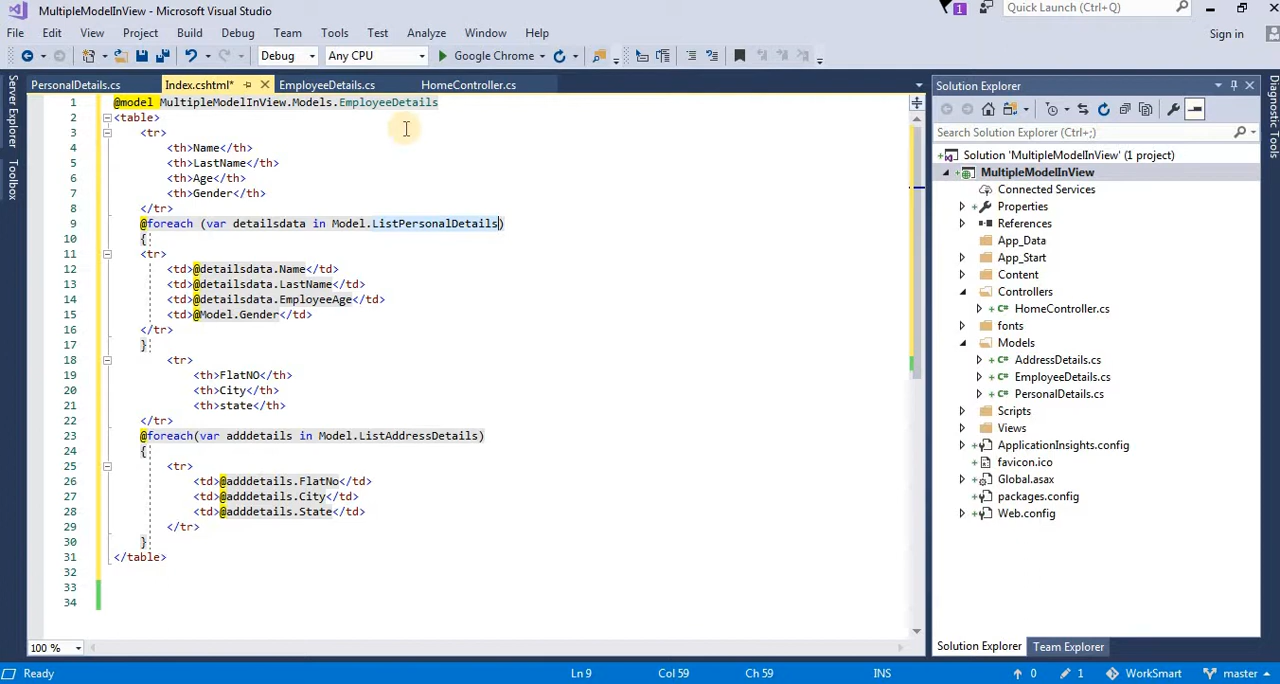 MultipleModelInView - Microsoft Visual Studio
1
Quick Launch (Ctrl+Q)
File Edit View Project Build Debug Team Tools Test Analyze Window Help
Sign in
Debug Any CPU Google Chrome
Server Explorer
Toolbox
PersonalDetails.cs Index.cshtml* EmployeeDetails.cs HomeController.cs
1 @model MultipleModelInView.Models.EmployeeDetails
2 <table>
3 <tr>
4 <th>Name</th>
5 <th>LastName</th>
6 <th>Age</th>
7 <th>Gender</th>
8 </tr>
9 @foreach (var detailsdata in Model.ListPersonalDetails)
10 {
11 <tr>
12 <td>@detailsdata.Name</td>
13 <td>@detailsdata.LastName</td>
14 <td>@detailsdata.EmployeeAge</td>
15 <td>@Model.Gender</td>
16 </tr>
17 }
18 <tr>
19 <th>FlatNO</th>
20 <th>City</th>
21 <th>state</th>
22 </tr>
23 @foreach(var adddetails in Model.ListAddressDetails)
24 {
25 <tr>
26 <td>@adddetails.FlatNo</td>
27 <td>@adddetails.City</td>
28 <td>@adddetails.State</td>
29 </tr>
30 }
31 </table>
32
33
34
100 %
Solution Explorer
Search Solution Explorer (Ctrl+;)
Solution 'MultipleModelInView' (1 project)
MultipleModelInView
Connected Services
Properties
References
App_Data
App_Start
Content
Controllers
HomeController.cs
fonts
Models
AddressDetails.cs
EmployeeDetails.cs
PersonalDetails.cs
Scripts
Views
ApplicationInsights.config
favicon.ico
Global.asax
packages.config
Web.config
Solution Explorer Team Explorer
Diagnostic Tools
Ready Ln 9 Col 59 Ch 59 INS 0 1 WorkSmart master